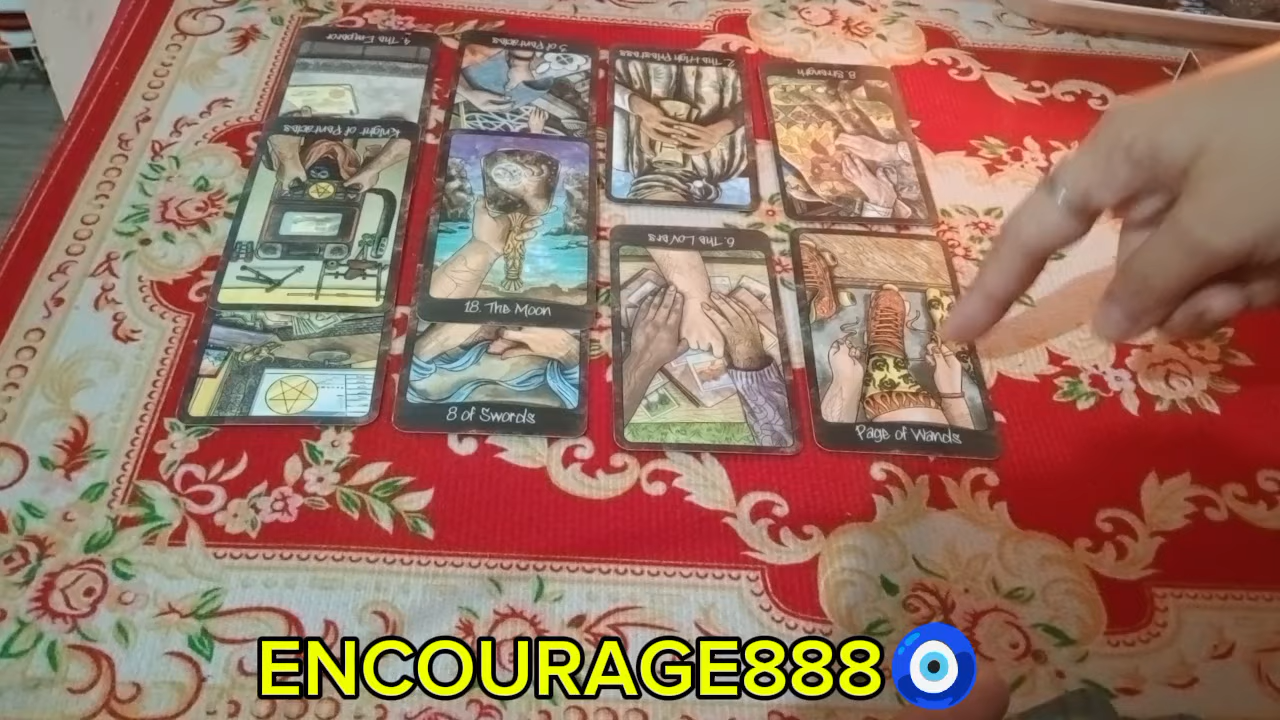 4. The Emperor
3 of Pentacles
2. The High Priestess
8. Strength
Knight of Pentacles
18. The Moon
6. The Lovers
8 of Swords
Page of Wands
ENCOURAGE888